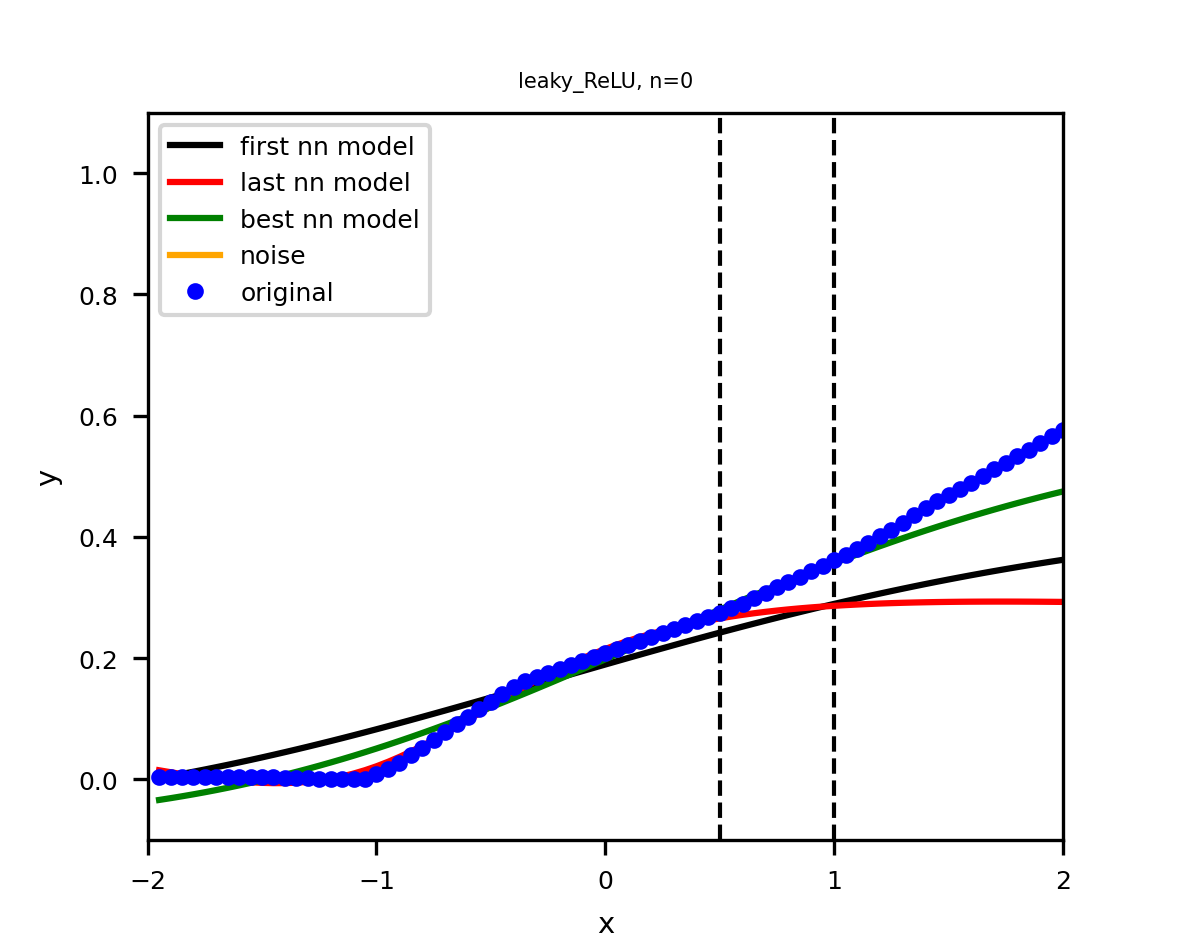 leaky_ReLU, n=0
first nn model
last nn model
best nn model
noise
original
1.0
0.8
0.6
0.4
0.2
0.0
y
−2
−1
0
1
2
x